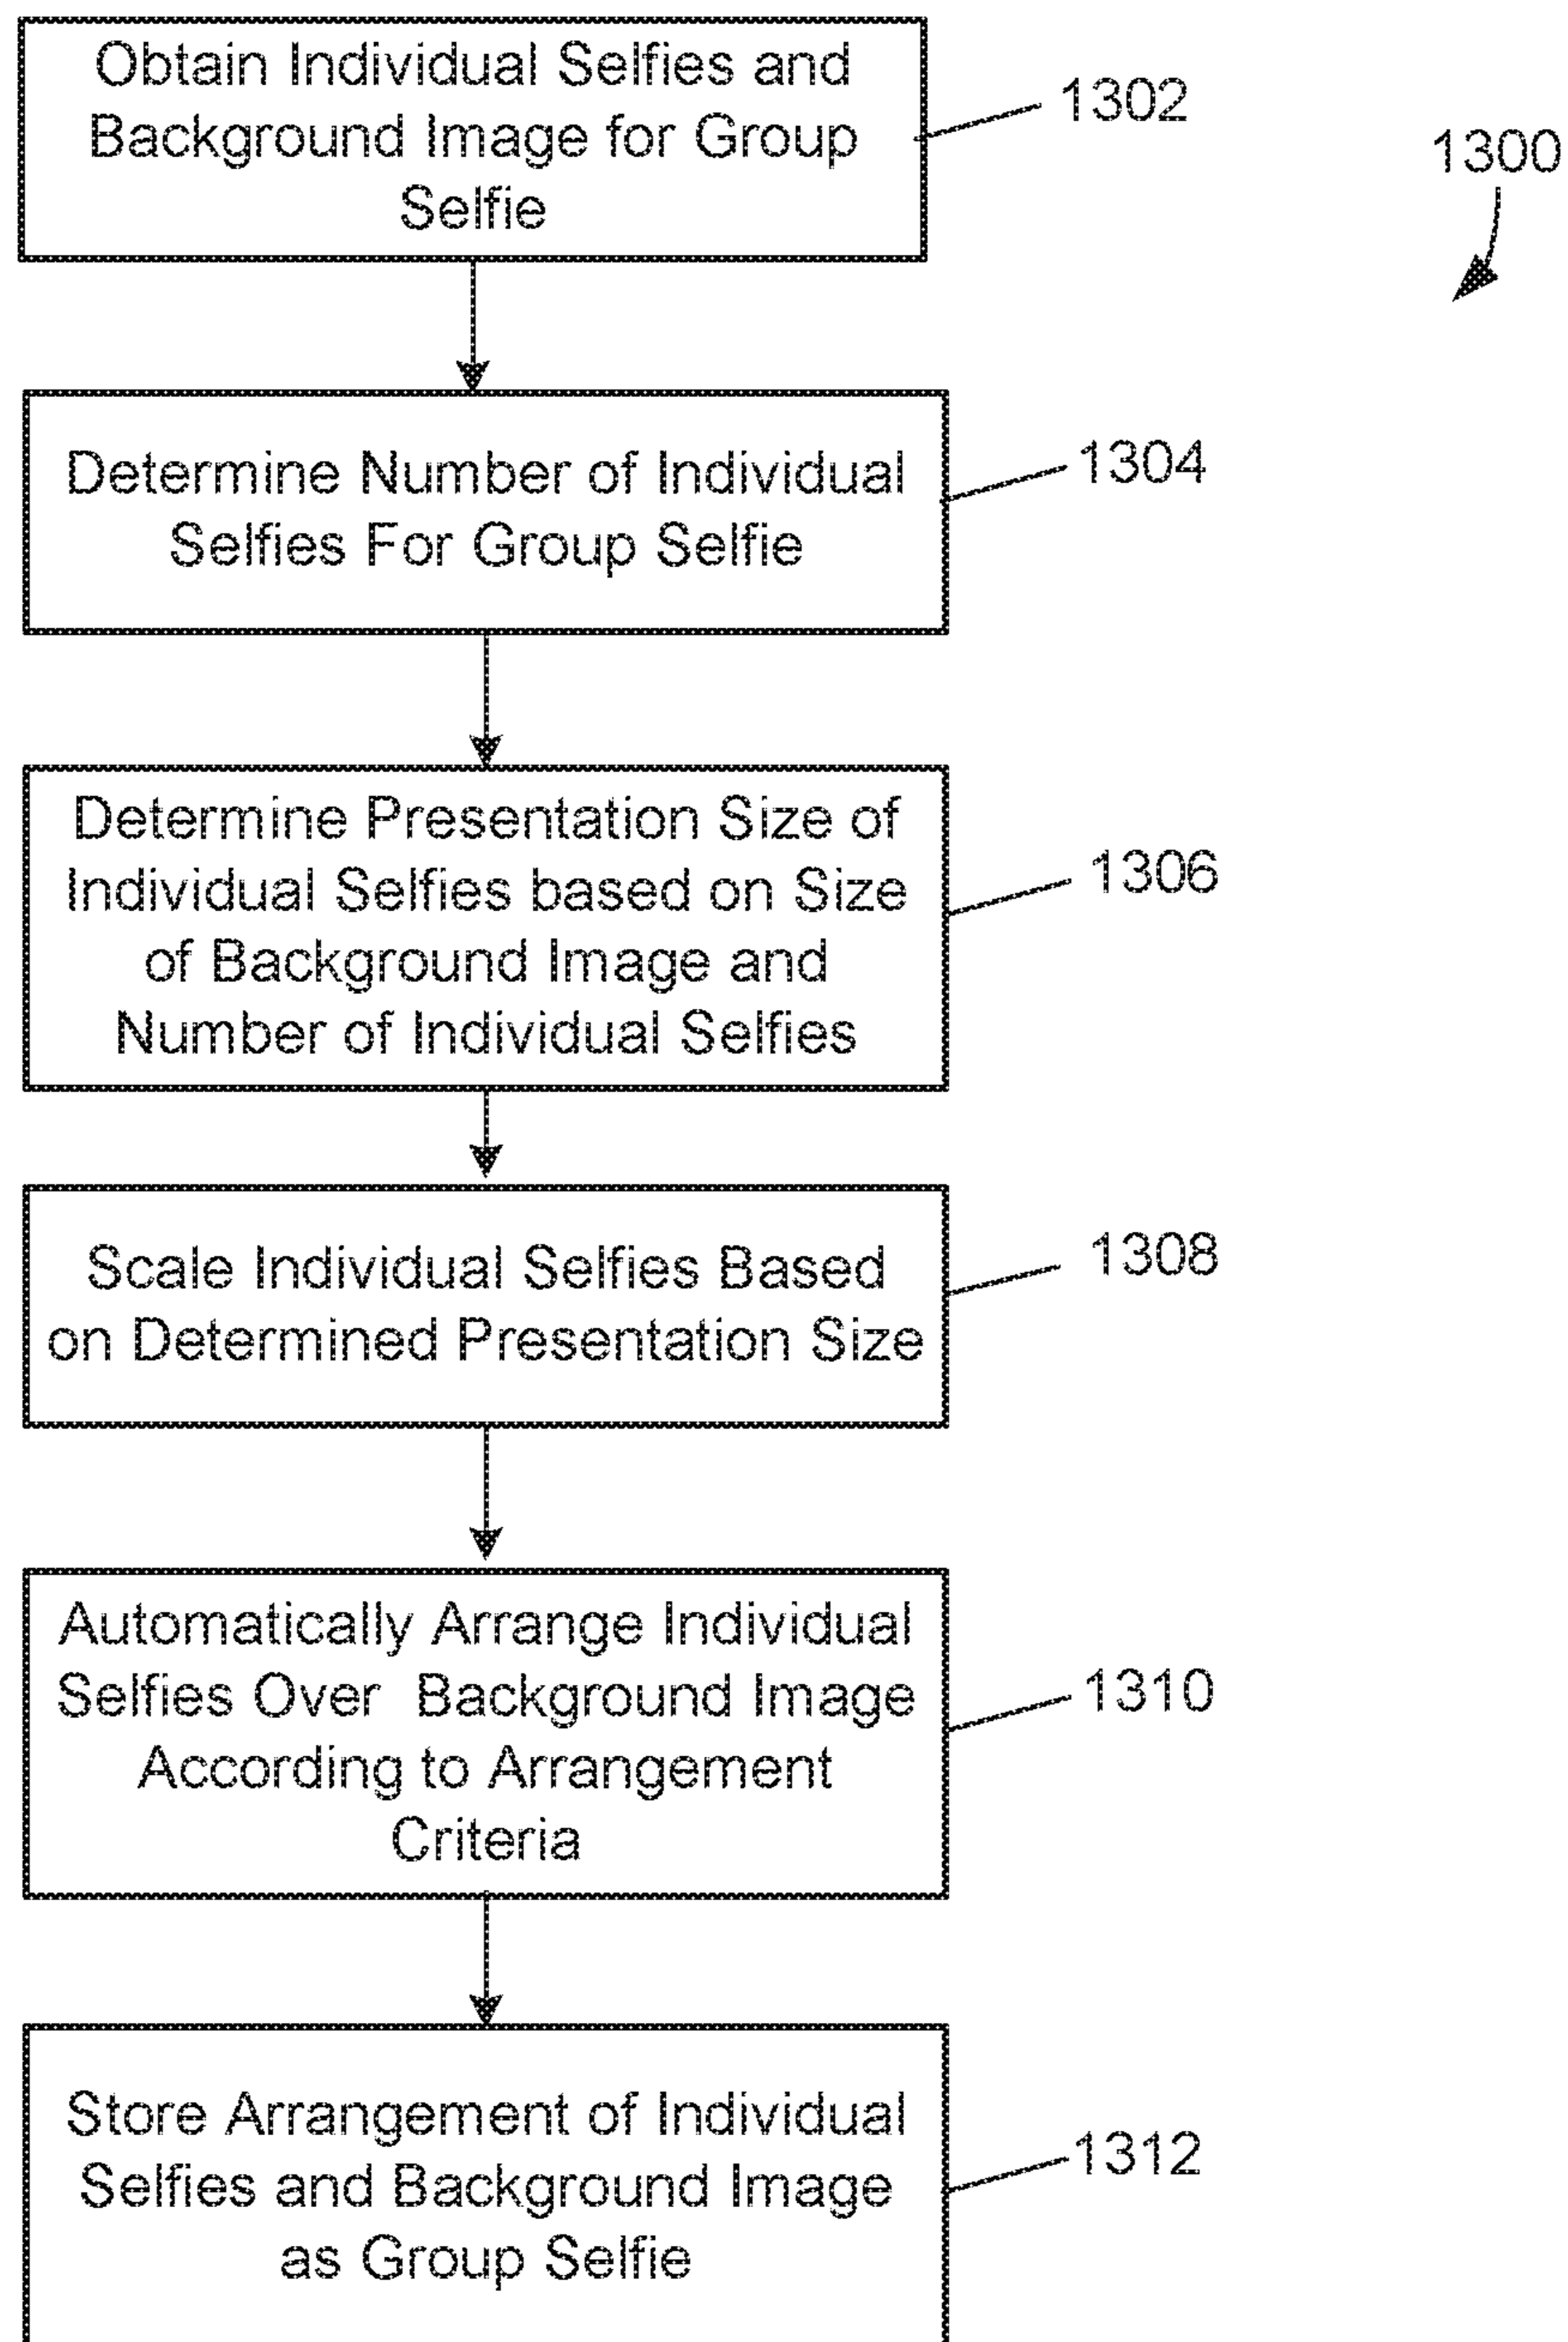 Obtain Individual Selfies and
Background Image for Group
Selfie
1302
1300
Determine Number of Individual
Selfies For Group Selfie
1304
Determine Presentation Size of
Individual Selfies based on Size
of Background Image and
Number of Individual Selfies
1306
Scale Individual Selfies Based
on Determined Presentation Size
1308
Automatically Arrange Individual
Selfies Over Background Image
According to Arrangement
Criteria
1310
Store Arrangement of Individual
Selfies and Background Image
as Group Selfie
1312